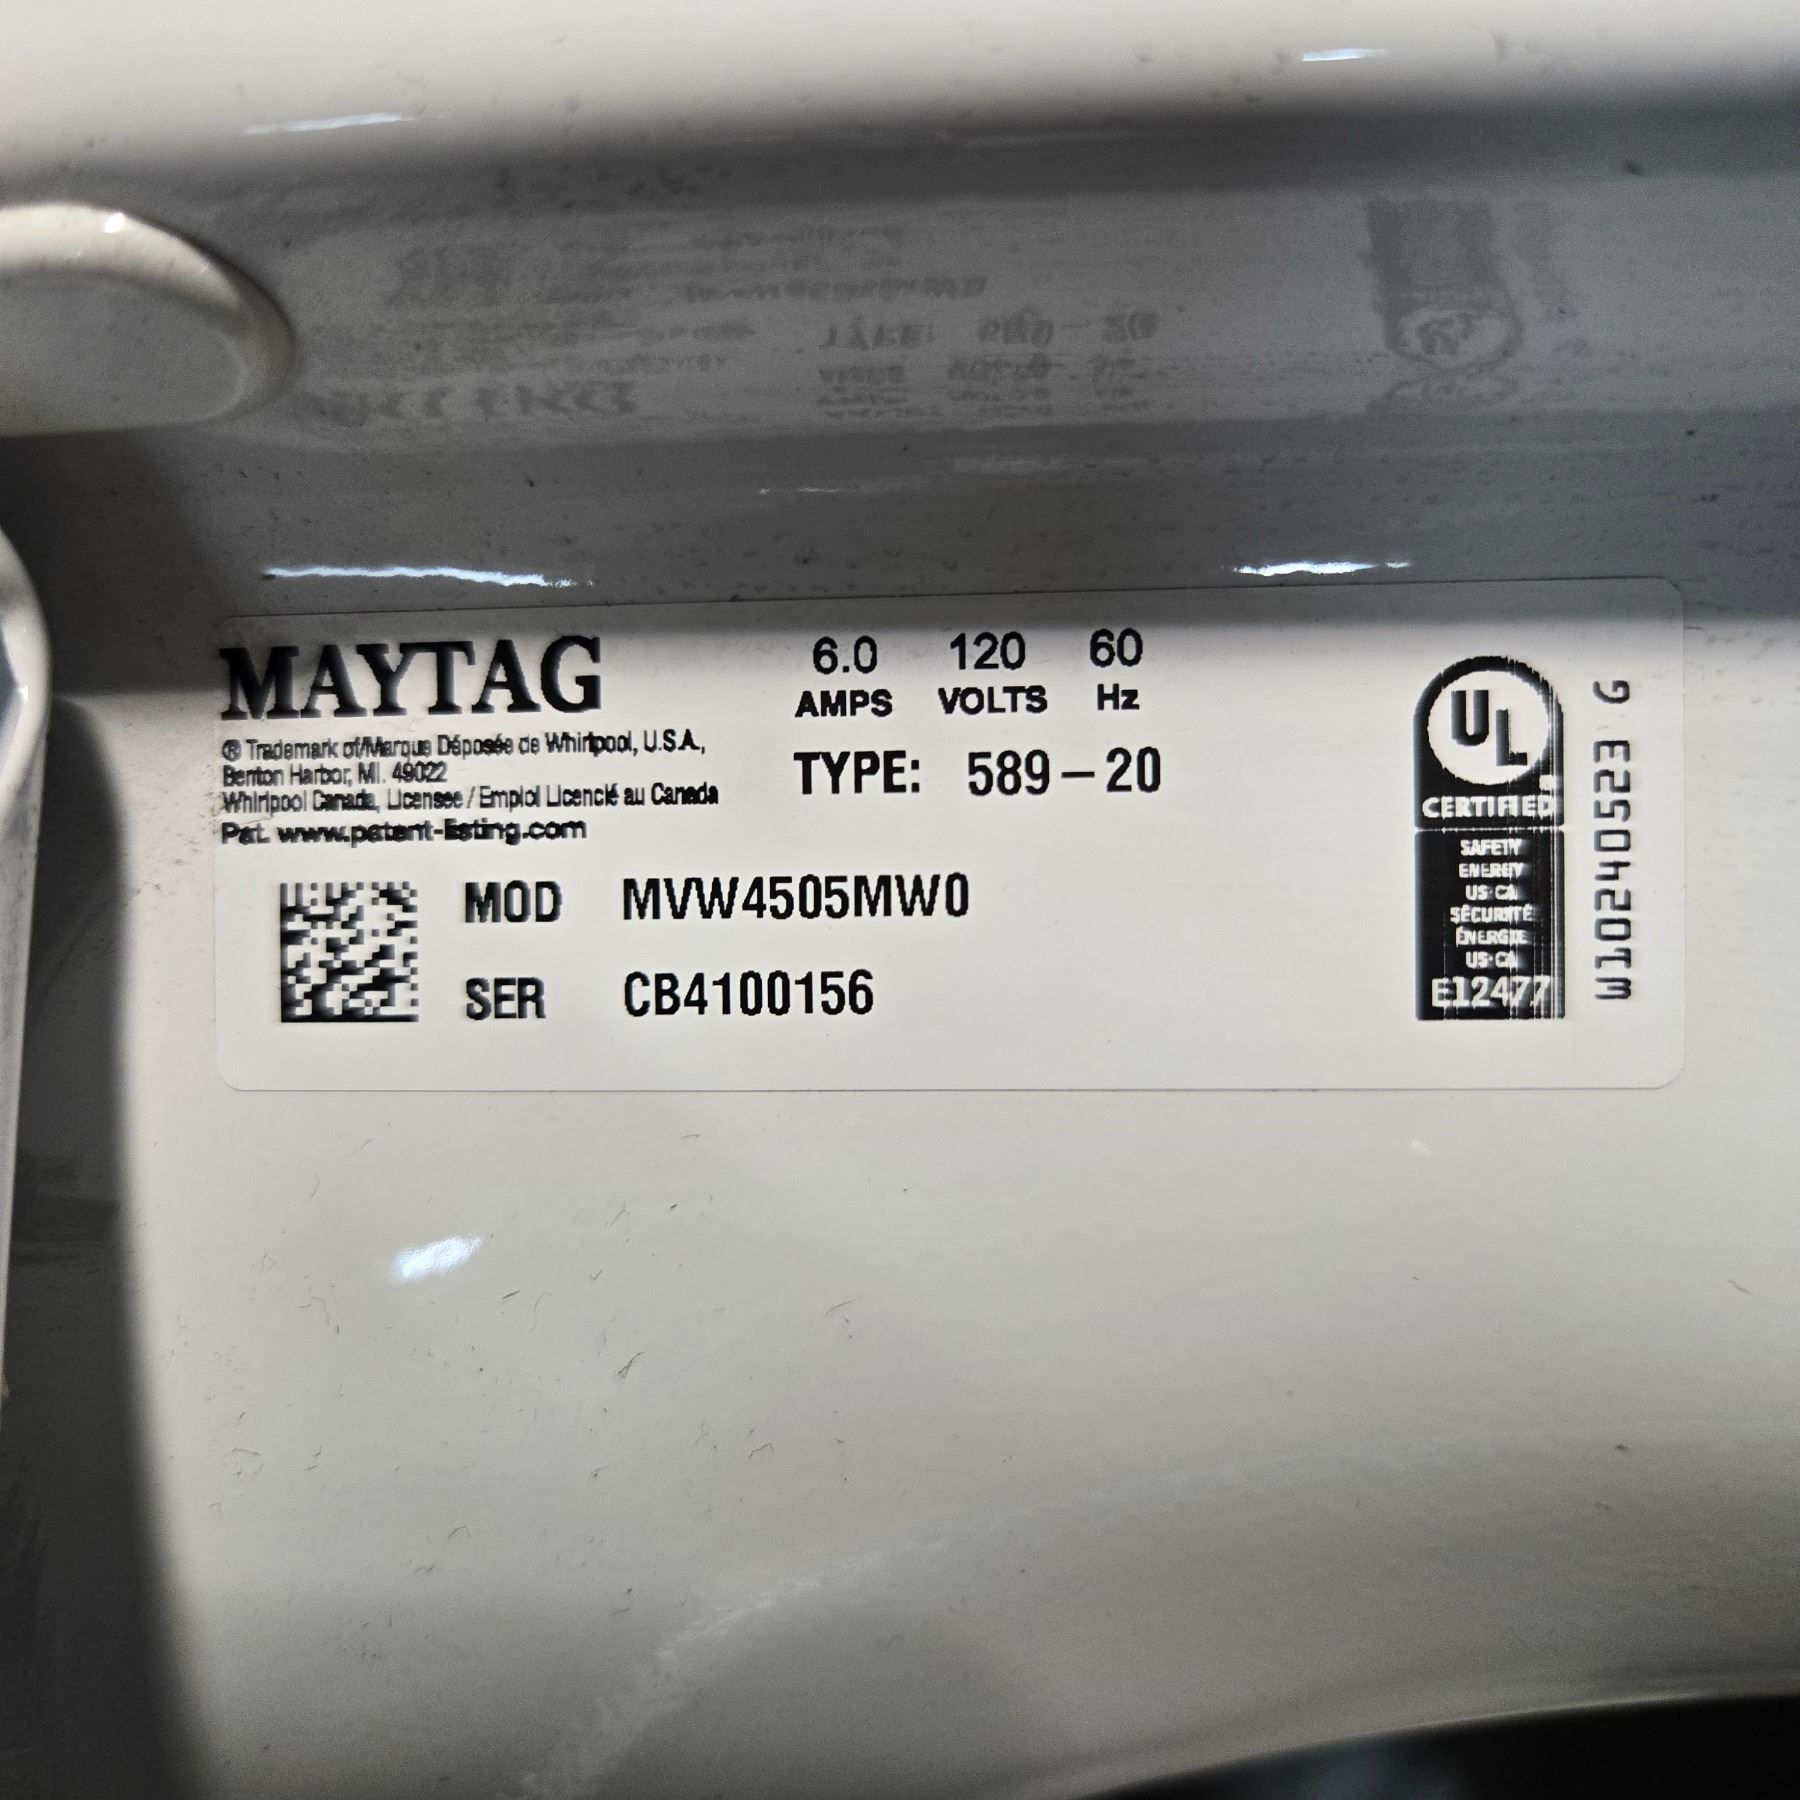 MAYTAG
® Trademark of/Marque Déposée de Whirlpool, U.S.A.,
Benton Harbor, MI. 49022
Whirlpool Canada, Licensee / Emploi Licencié au Canada
Pat. www.patent-listing.com
6.0 120 60
AMPS VOLTS Hz
TYPE: 589-20
MOD MVW4505MW0
SER CB4100156
UL
®
CERTIFIED
SAFETY
ENERGY
US CA
SÉCURITÉ
ÉNERGIE
US CA
E12477
W10240523 G